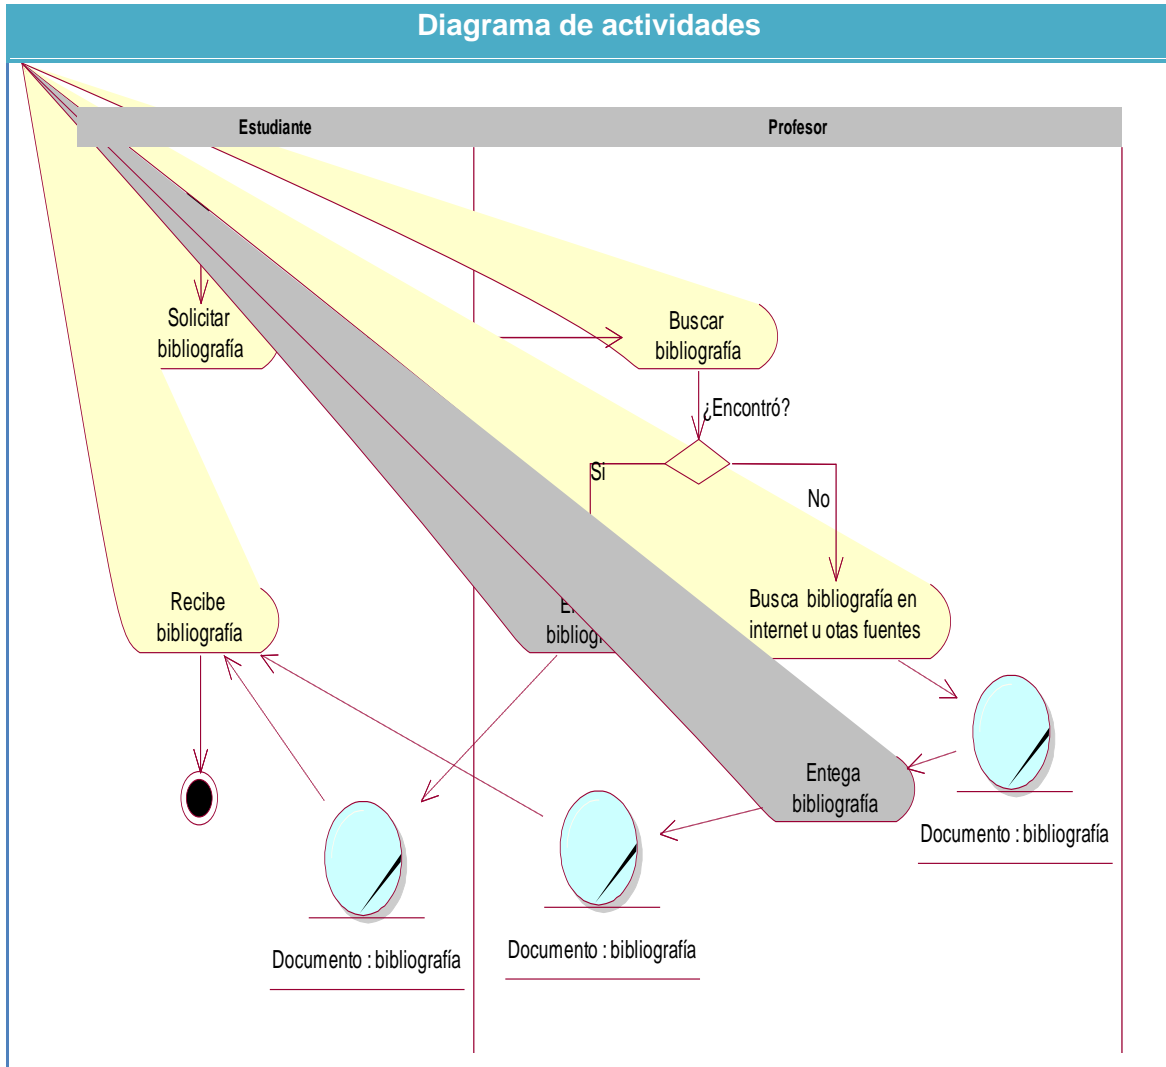 Diagrama de actividades
Estudiante
Profesor
Solicitar
bibliografía
Buscar
bibliografía
¿Encontró?
Si
No
Recibe
bibliografía
Busca bibliografía en
internet u otas fuentes
Entega
bibliografía
Documento : bibliografía
Documento : bibliografía
Documento : bibliografía